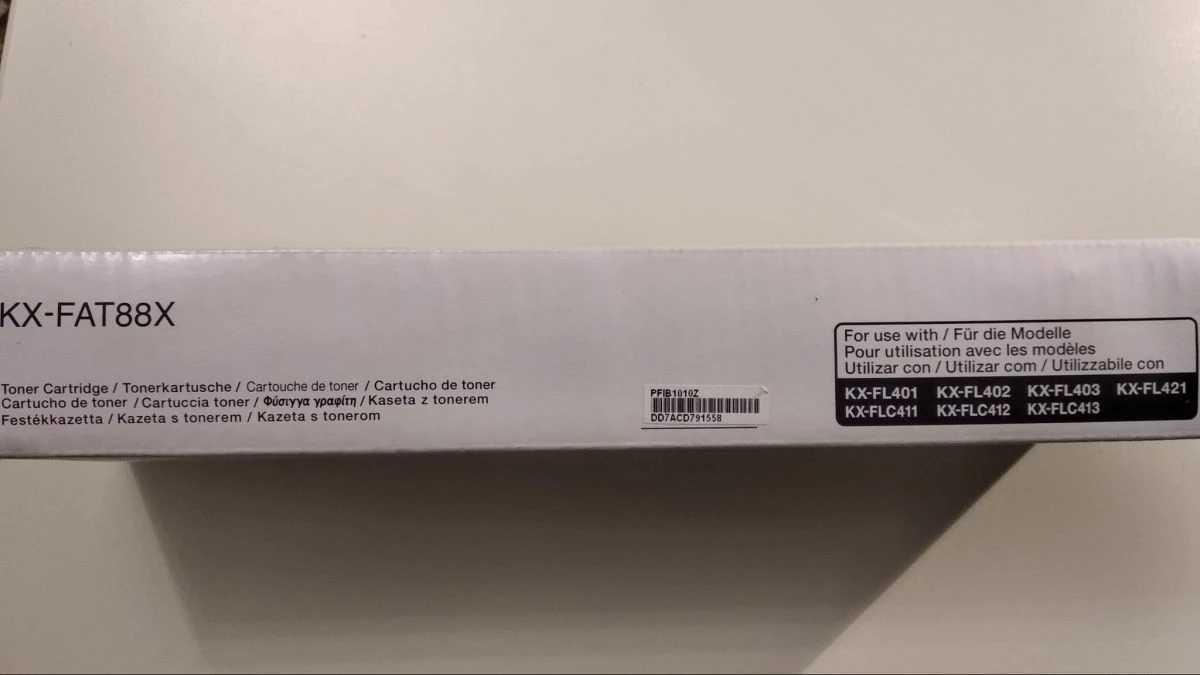 KX-FAT88X
Toner Cartridge / Tonerkartusche / Cartouche de toner / Cartucho de toner
Cartucho de toner / Cartuccia toner / Φύσιγγα γραφίτη / Kaseta z tonerem
Festékkazetta / Kazeta s tonerem / Kazeta s tonerom
PFIB1010Z
DD7ACD791558
For use with / Für die Modelle
Pour utilisation avec les modèles
Utilizar con / Utilizar com / Utilizzabile con
KX-FL401 KX-FL402 KX-FL403 KX-FL421
KX-FLC411 KX-FLC412 KX-FLC413